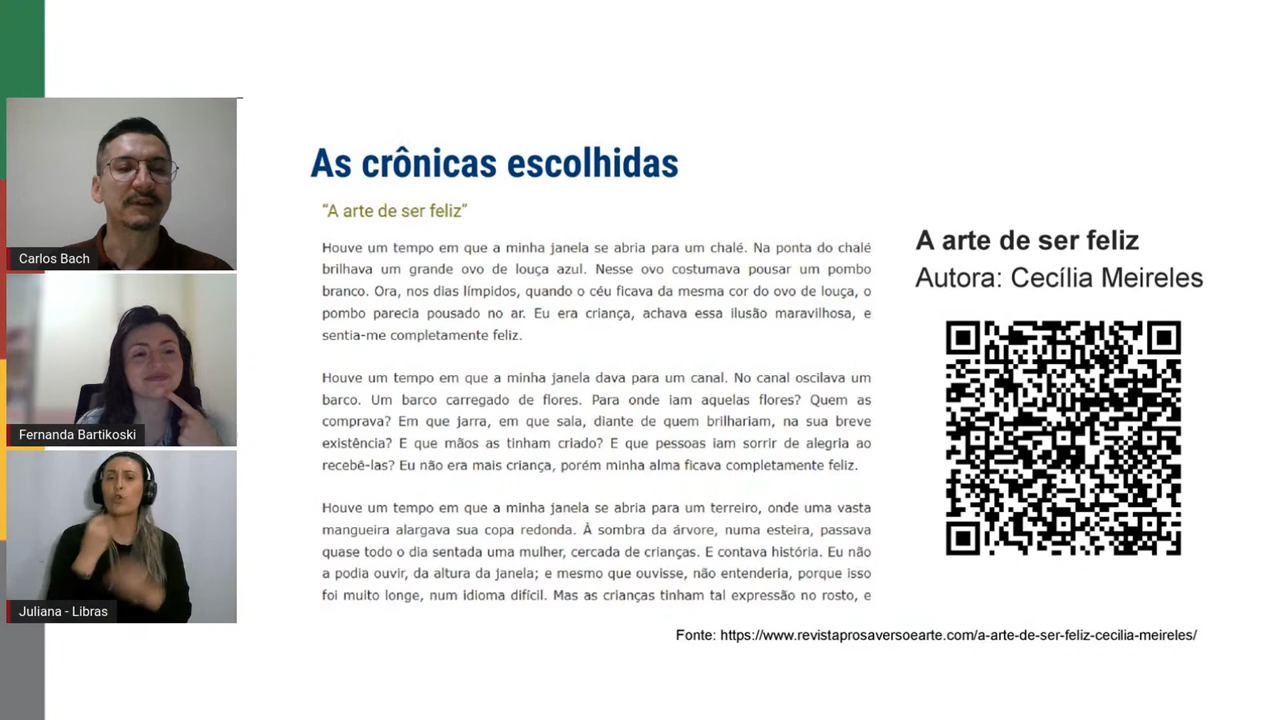 Carlos Bach
Fernanda Bartikoski
Juliana - Libras
As crônicas escolhidas
“A arte de ser feliz”
Houve um tempo em que a minha janela se abria para um chalé. Na ponta do chalé
brilhava um grande ovo de louça azul. Nesse ovo costumava pousar um pombo
branco. Ora, nos dias límpidos, quando o céu ficava da mesma cor do ovo de louça, o
pombo parecia pousado no ar. Eu era criança, achava essa ilusão maravilhosa, e
sentia-me completamente feliz.
Houve um tempo em que a minha janela dava para um canal. No canal oscilava um
barco. Um barco carregado de flores. Para onde iam aquelas flores? Quem as
comprava? Em que jarra, em que sala, diante de quem brilhariam, na sua breve
existência? E que mãos as tinham criado? E que pessoas iam sorrir de alegria ao
recebê-las? Eu não era mais criança, porém minha alma ficava completamente feliz.
Houve um tempo em que a minha janela se abria para um terreiro, onde uma vasta
mangueira alargava sua copa redonda. À sombra da árvore, numa esteira, passava
quase todo o dia sentada uma mulher, cercada de crianças. E contava história. Eu não
a podia ouvir, da altura da janela; e mesmo que ouvisse, não entenderia, porque isso
foi muito longe, num idioma difícil. Mas as crianças tinham tal expressão no rosto, e
A arte de ser feliz
Autora: Cecília Meireles
Fonte: https://www.revistaprosaversoearte.com/a-arte-de-ser-feliz-cecilia-meireles/